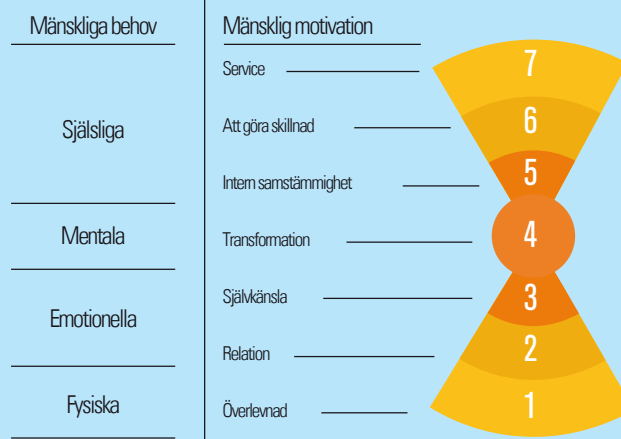 Mänskliga behov
Själsliga
Mentala
Emotionella
Fysiska
Mänsklig motivation
Service
Att göra skillnad
Intern samstämmighet
Transformation
Självkänsla
Relation
Överlevnad
7
6
5
4
3
2
1